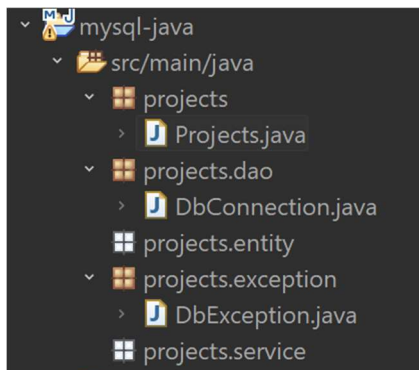 mysql-java
src/main/java
projects
Projects.java
projects.dao
DbConnection.java
projects.entity
projects.exception
DbException.java
projects.service